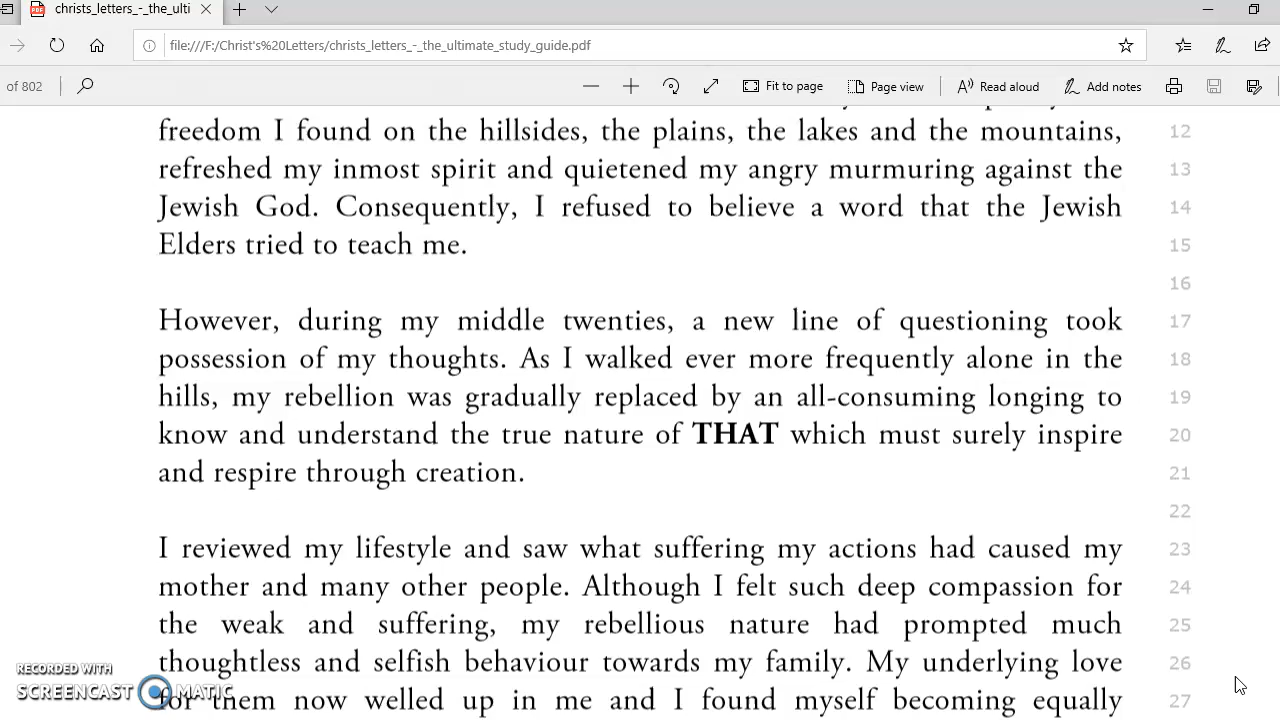 christs_letters_-_the_ulti
file:///F:/Christ's%20Letters/christs_letters_-_the_ultimate_study_guide.pdf
of 802 Fit to page Page view Read aloud Add notes
freedom I found on the hillsides, the plains, the lakes and the mountains, 12
refreshed my inmost spirit and quietened my angry murmuring against the 13
Jewish God. Consequently, I refused to believe a word that the Jewish 14
Elders tried to teach me. 15
16
However, during my middle twenties, a new line of questioning took 17
possession of my thoughts. As I walked ever more frequently alone in the 18
hills, my rebellion was gradually replaced by an all-consuming longing to 19
know and understand the true nature of THAT which must surely inspire 20
and respire through creation. 21
22
I reviewed my lifestyle and saw what suffering my actions had caused my 23
mother and many other people. Although I felt such deep compassion for 24
the weak and suffering, my rebellious nature had prompted much 25
thoughtless and selfish behaviour towards my family. My underlying love 26
for them now welled up in me and I found myself becoming equally 27
RECORDED WITH
SCREENCAST MATIC